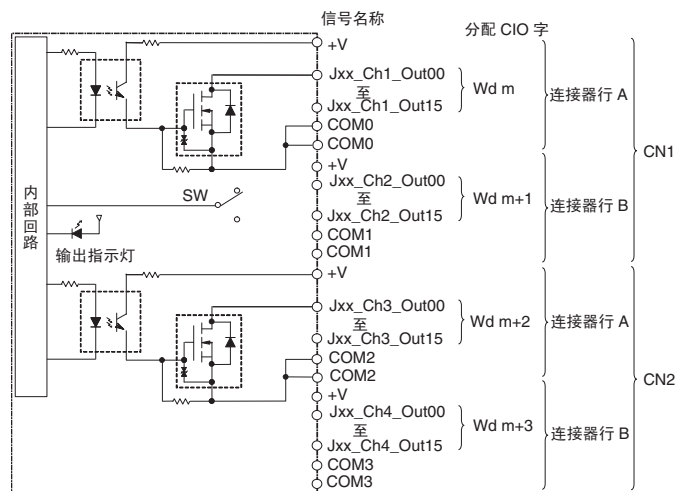 信号名称
分配 CIO 字
+V
Jxx_Ch1_Out00
至
Jxx_Ch1_Out15
Wd m
连接器行 A
COM0
COM0
CN1
+V
Jxx_Ch2_Out00
至
Jxx_Ch2_Out15
Wd m+1
连接器行 B
COM1
COM1
内部回路
SW
输出指示灯
+V
Jxx_Ch3_Out00
至
Jxx_Ch3_Out15
Wd m+2
连接器行 A
COM2
COM2
CN2
+V
Jxx_Ch4_Out00
至
Jxx_Ch4_Out15
Wd m+3
连接器行 B
COM3
COM3